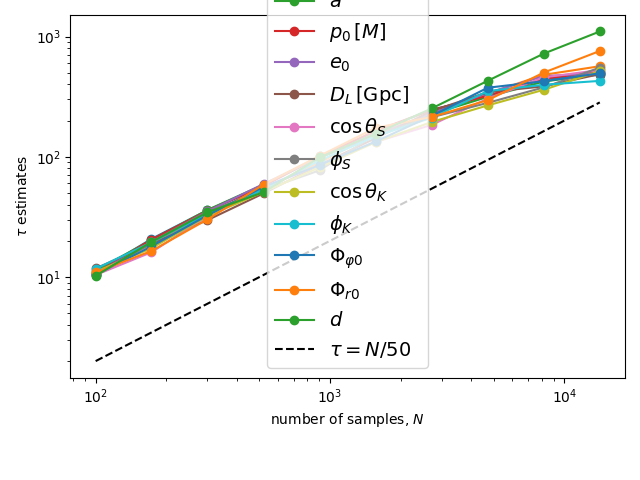 a
p₀ [M]
e₀
D_L [Gpc]
cos θ_S
ϕ_S
cos θ_K
ϕ_K
Φ_φ0
Φ_r0
d
τ = N/50
10³
10²
10¹
τ estimates
10² 10³ 10⁴
number of samples, N